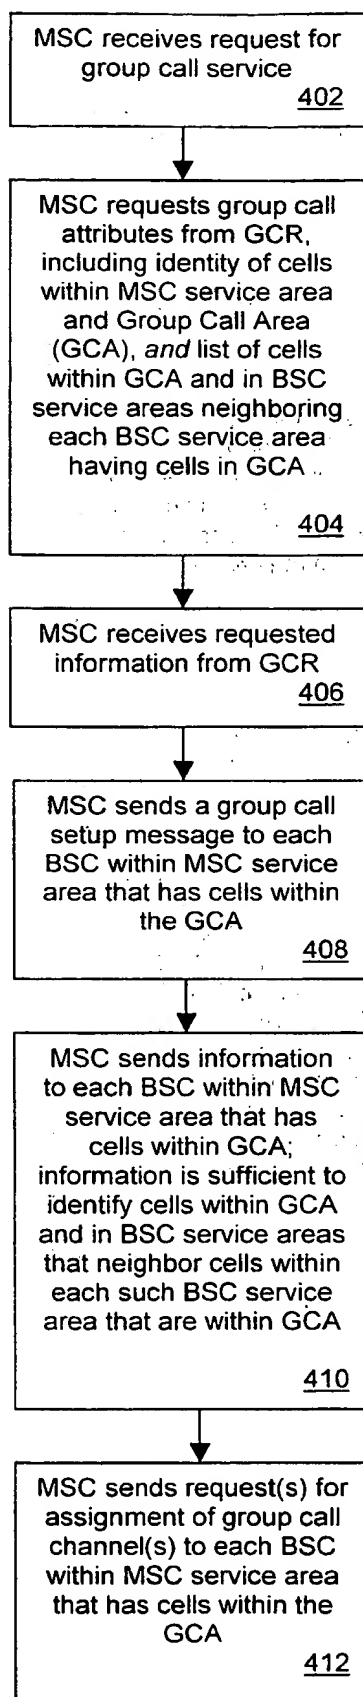 MSC receives request for
group call service
402
MSC requests group call
attributes from GCR,
including identity of cells
within MSC service area
and Group Call Area
(GCA), and list of cells
within GCA and in BSC
service areas neighboring
each BSC service area
having cells in GCA
404
MSC receives requested
information from GCR
406
MSC sends a group call
setup message to each
BSC within MSC service
area that has cells within
the GCA
408
MSC sends information
to each BSC within MSC
service area that has
cells within GCA;
information is sufficient to
identify cells within GCA
and in BSC service areas
that neighbor cells within
each such BSC service
area that are within GCA
410
MSC sends request(s) for
assignment of group call
channel(s) to each BSC
within MSC service area
that has cells within the
GCA
412